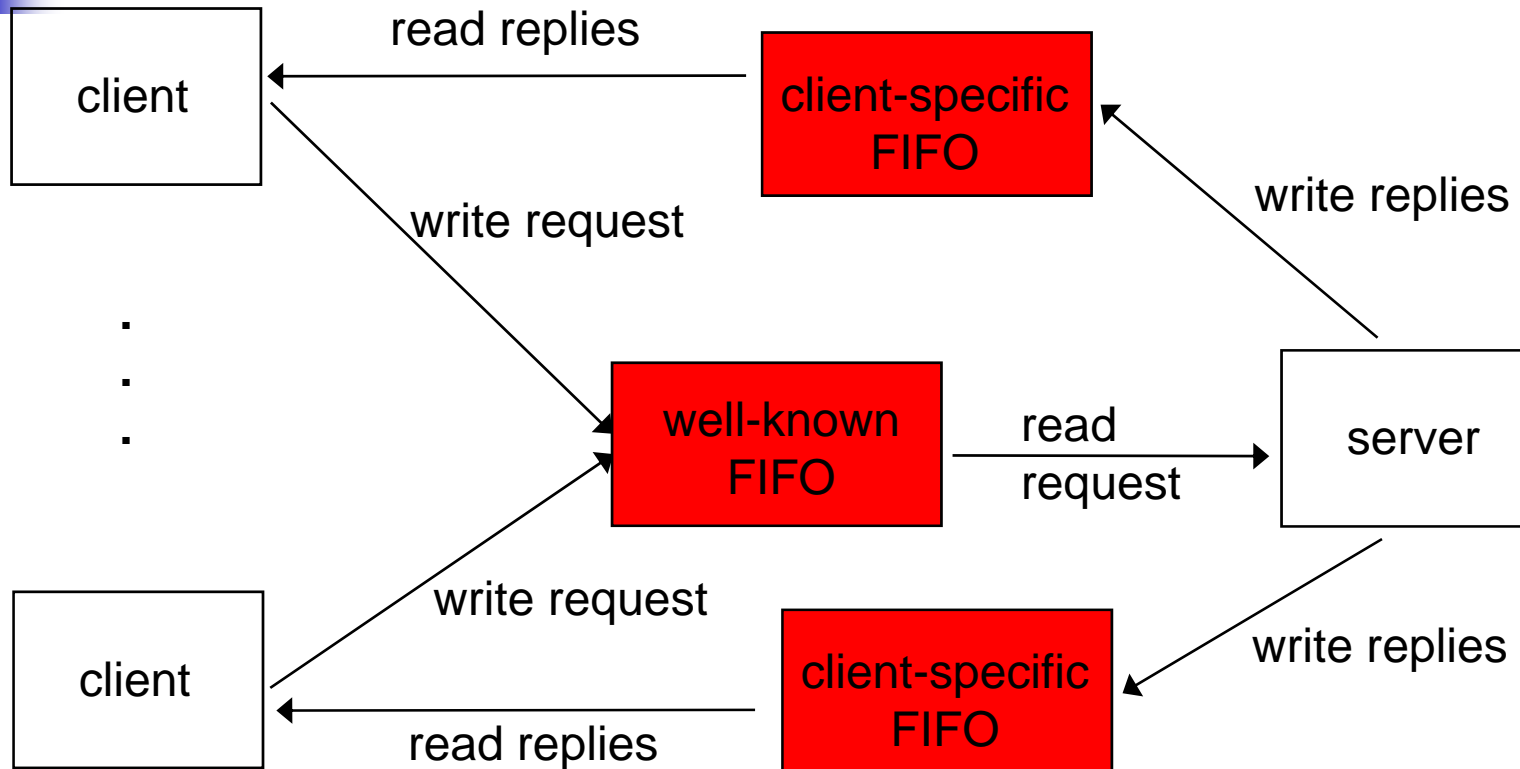 read replies
client
client-specific
FIFO
write replies
write request
.
.
.
well-known
FIFO
read
request
server
write request
client
client-specific
FIFO
write replies
read replies